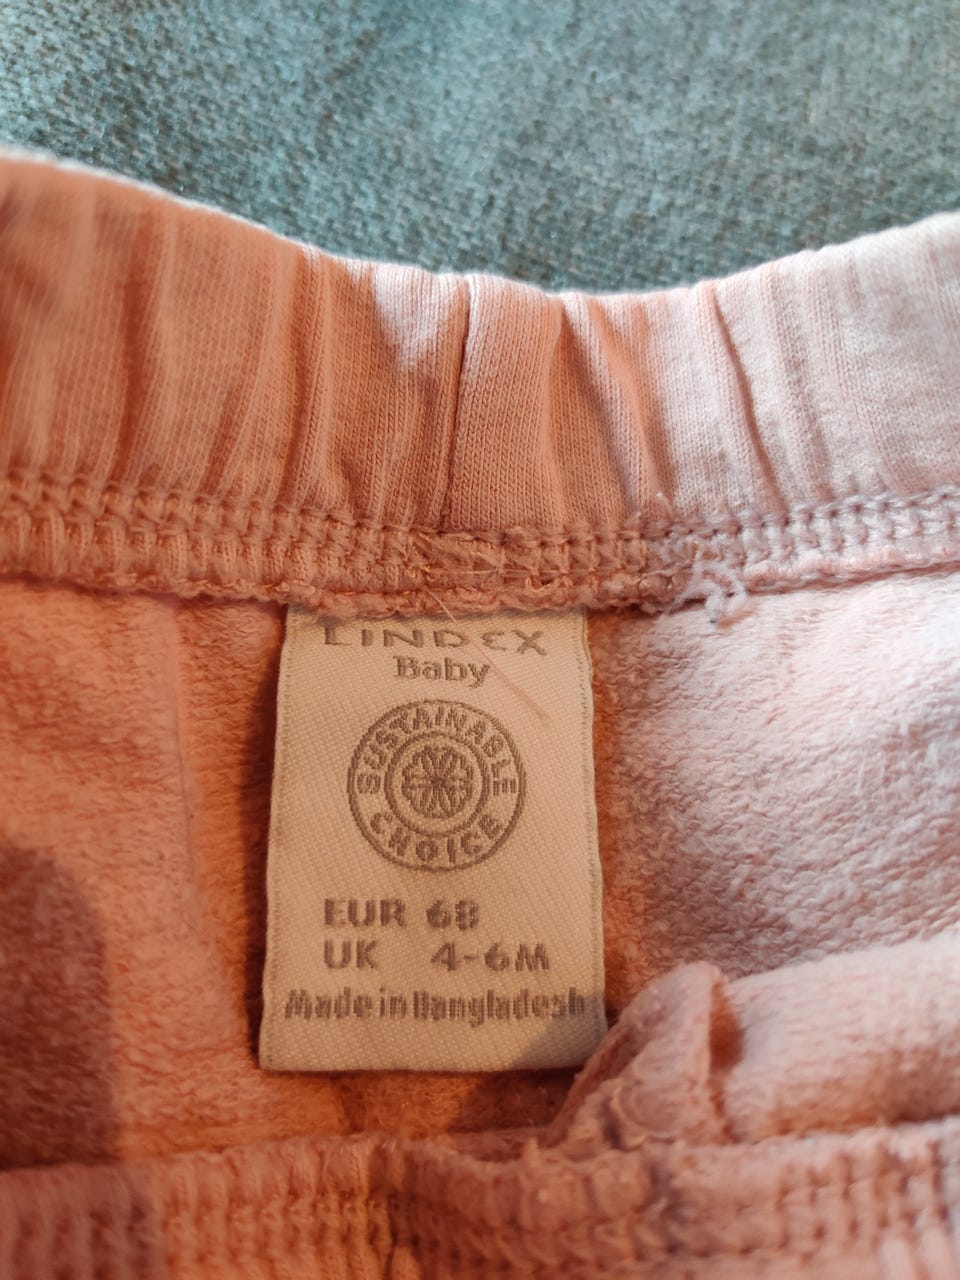 LINDEX
Baby
SUSTAINABLE
CHOICE
EUR 68
UK 4-6M
Made in Bangladesh